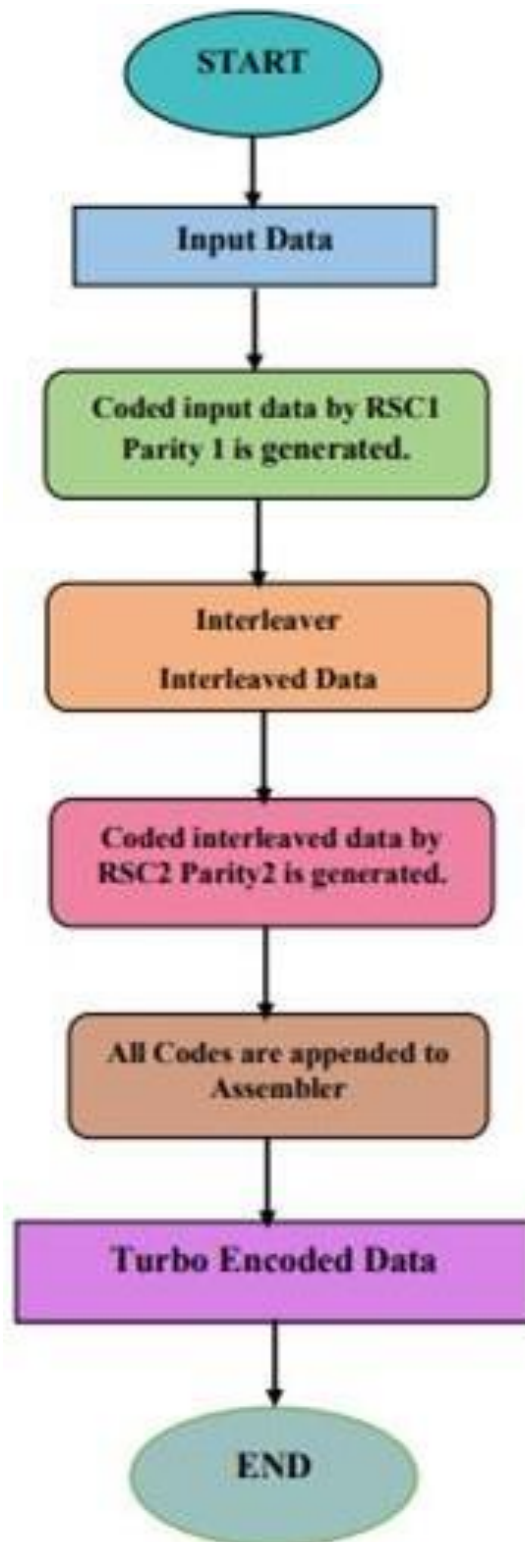 START
Input Data
Coded input data by RSC1
Parity 1 is generated.
Interleaver
Interleaved Data
Coded interleaved data by
RSC2 Parity2 is generated.
All Codes are appended to
Assembler
Turbo Encoded Data
END